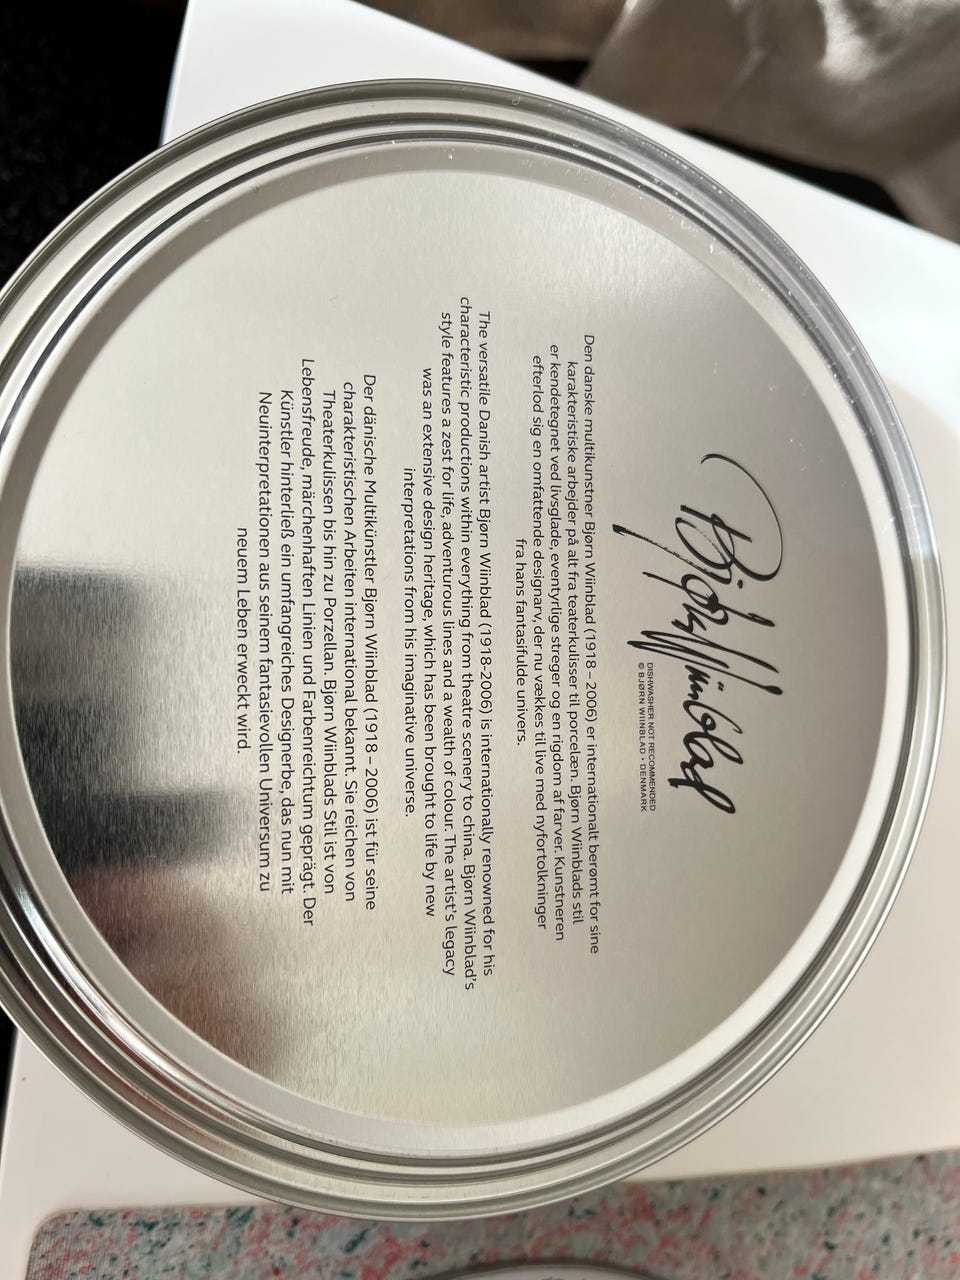 Bjørn Wiinblad
DISHWASHER NOT RECOMMENDED
© BJØRN WIINBLAD • DENMARK
Den danske multikunstner Bjørn Wiinblad (1918 – 2006) er internationalt berømt for sine
karakteristiske arbejder på alt fra teaterkulisser til porcelæn. Bjørn Wiinblads stil
er kendetegnet ved livsglade, eventyrlige streger og en rigdom af farver. Kunstneren
efterlod sig en omfattende designarv, der nu vækkes til live med nyfortolkninger
fra hans fantasifulde univers.
The versatile Danish artist Bjørn Wiinblad (1918-2006) is internationally renowned for his
characteristic productions within everything from theatre scenery to china. Bjørn Wiinblad's
style features a zest for life, adventurous lines and a wealth of colour. The artist's legacy
was an extensive design heritage, which has been brought to life by new
interpretations from his imaginative universe.
Der dänische Multikünstler Bjørn Wiinblad (1918 – 2006) ist für seine
charakteristischen Arbeiten international bekannt. Sie reichen von
Theaterkulissen bis hin zu Porzellan. Bjørn Wiinblads Stil ist von
Lebensfreude, märchenhaften Linien und Farbenreichtum geprägt. Der
Künstler hinterließ ein umfangreiches Designerbe, das nun mit
Neuinterpretationen aus seinem fantasievollen Universum zu
neuem Leben erweckt wird.